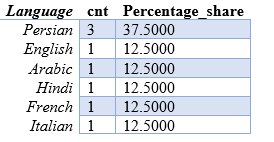 Language cnt Percentage_share
Persian 3 37.5000
English 1 12.5000
Arabic 1 12.5000
Hindi 1 12.5000
French 1 12.5000
Italian 1 12.5000